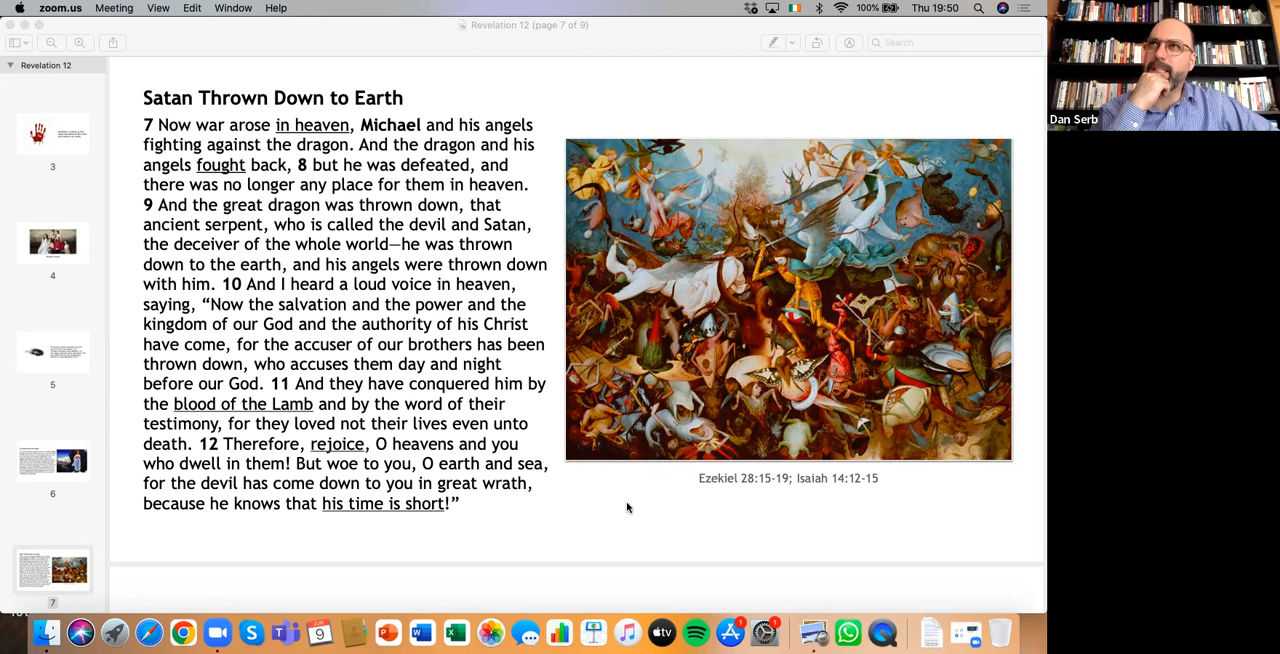 zoom.us Meeting View Edit Window Help 100% Thu 19:50
Revelation 12 (page 7 of 9)
Search
Revelation 12
3
4
5
6
7
Satan Thrown Down to Earth
7 Now war arose in heaven, Michael and his angels
fighting against the dragon. And the dragon and his
angels fought back, 8 but he was defeated, and
there was no longer any place for them in heaven.
9 And the great dragon was thrown down, that
ancient serpent, who is called the devil and Satan,
the deceiver of the whole world—he was thrown
down to the earth, and his angels were thrown down
with him. 10 And I heard a loud voice in heaven,
saying, “Now the salvation and the power and the
kingdom of our God and the authority of his Christ
have come, for the accuser of our brothers has been
thrown down, who accuses them day and night
before our God. 11 And they have conquered him by
the blood of the Lamb and by the word of their
testimony, for they loved not their lives even unto
death. 12 Therefore, rejoice, O heavens and you
who dwell in them! But woe to you, O earth and sea,
for the devil has come down to you in great wrath,
because he knows that his time is short!”
Ezekiel 28:15-19; Isaiah 14:12-15
Dan Serb
JUN
9
tv
1
1